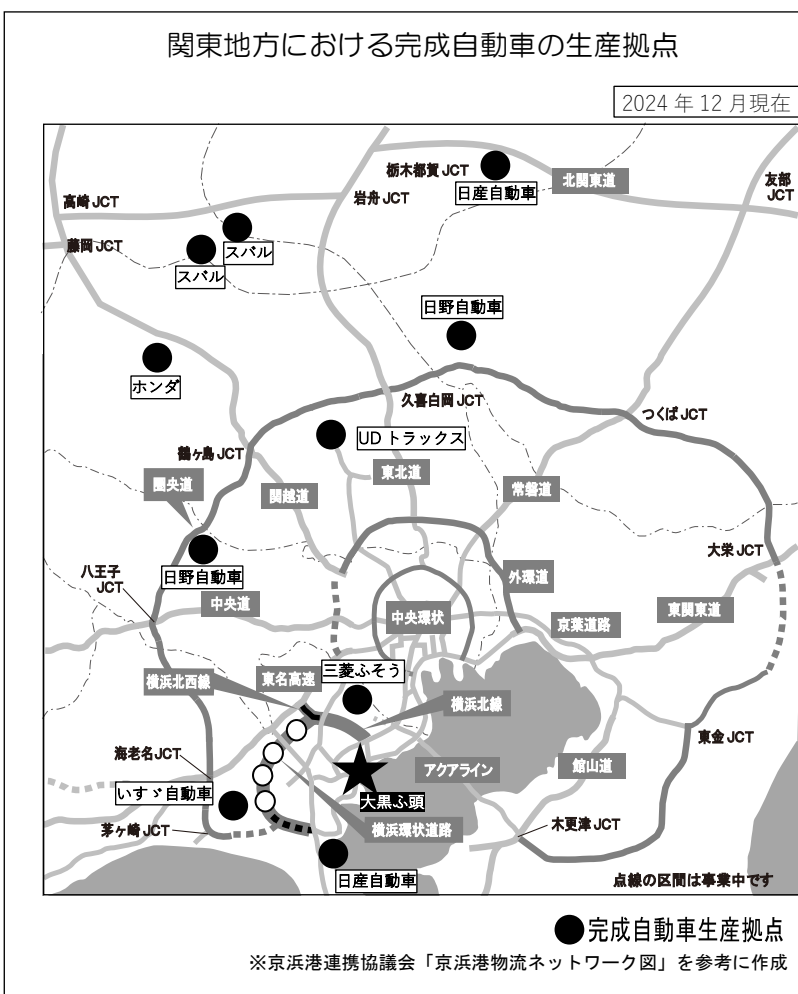 関東地方における完成自動車の生産拠点
2024年12月現在
栃木都賀JCT
日産自動車
北関東道
友部
JCT
高崎JCT
岩舟JCT
藤岡JCT
スバル
スバル
日野自動車
ホンダ
久喜白岡JCT
つくばJCT
UDトラックス
鶴ヶ島JCT
東北道
圏央道
関越道
常磐道
日野自動車
大栄JCT
八王子
JCT
外環道
中央道
中央環状
京葉道路
東関東道
三菱ふそう
横浜北西線
東名高速
横浜北線
東金JCT
海老名JCT
アクアライン
館山道
いすゞ自動車
大黒ふ頭
茅ヶ崎JCT
横浜環状道路
木更津JCT
日産自動車
点線の区間は事業中です
完成自動車生産拠点
※京浜港連携協議会「京浜港物流ネットワーク図」を参考に作成